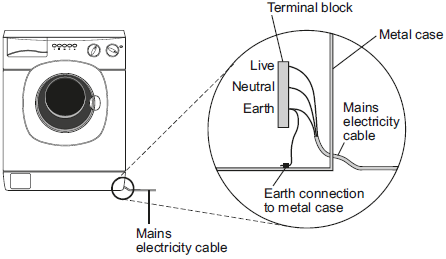 Terminal block
Metal case
Live
Neutral
Earth
Mains
electricity
cable
Earth connection
to metal case
Mains
electricity cable